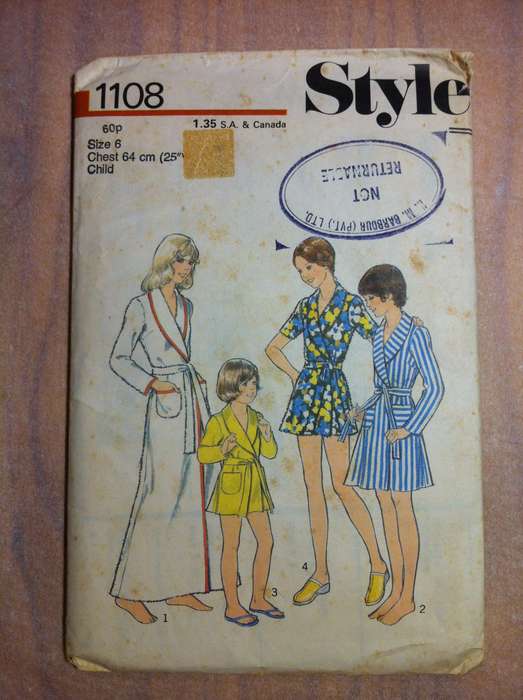 1108
Style
60p
1.35 S.A. & Canada
Size 6
Chest 64 cm (25"
Child
L. M. BARBOUR (PVT.) LTD.
NOT
RETURNABLE
4
3
1
2